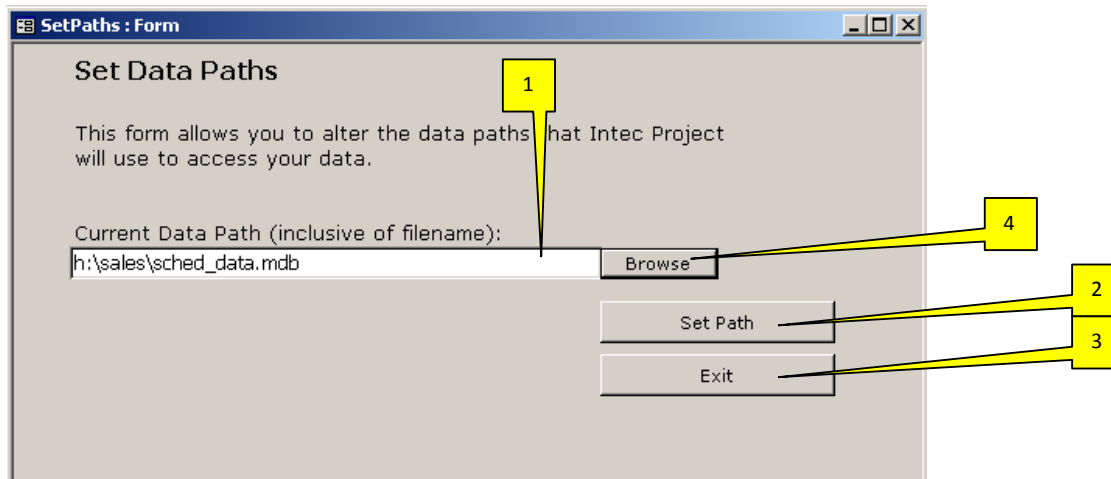 SetPaths : Form
Set Data Paths
1
This form allows you to alter the data paths that Intec Project
will use to access your data.
4
Current Data Path (inclusive of filename):
h:\sales\sched_data.mdb
Browse
2
Set Path
3
Exit